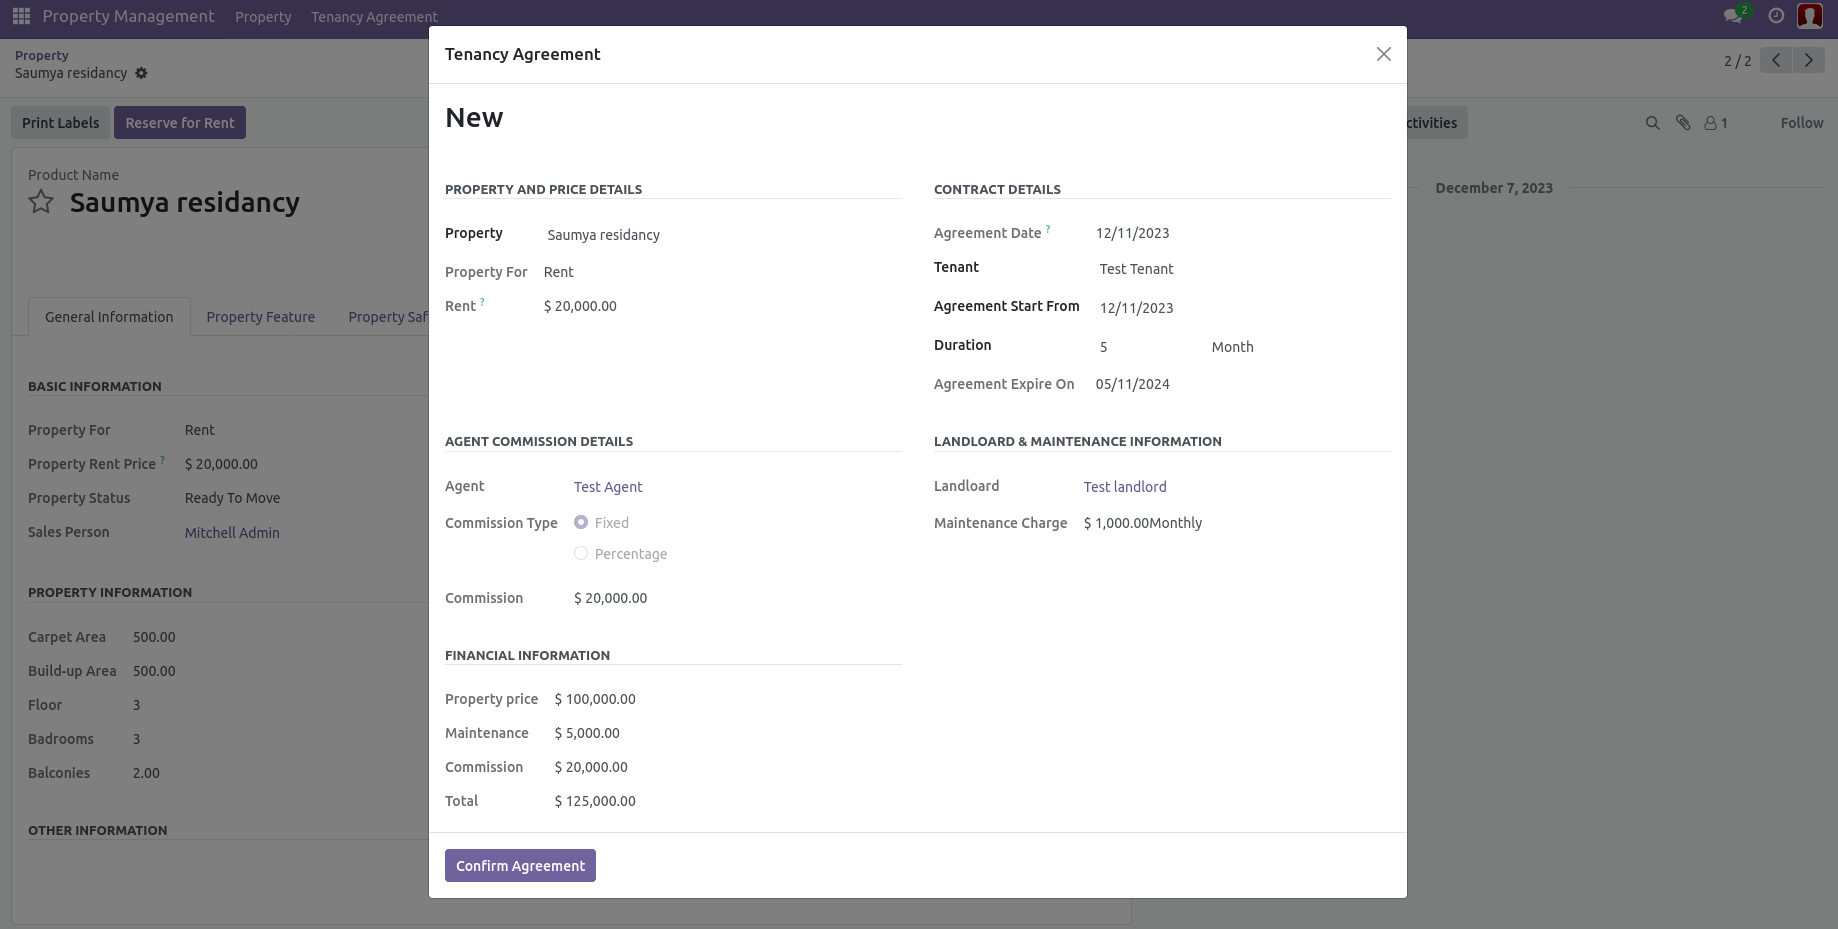 Property Management Property Tenancy Agreement 2
Property
Saumya residancy
2 / 2
Print Labels Reserve for Rent
ctivities 1 Follow
Product Name
Saumya residancy
December 7, 2023
General Information Property Feature Property Saf
BASIC INFORMATION
Property For Rent
Property Rent Price ? $ 20,000.00
Property Status Ready To Move
Sales Person Mitchell Admin
PROPERTY INFORMATION
Carpet Area 500.00
Build-up Area 500.00
Floor 3
Badrooms 3
Balconies 2.00
OTHER INFORMATION
Tenancy Agreement
New
PROPERTY AND PRICE DETAILS
Property Saumya residancy
Property For Rent
Rent ? $ 20,000.00
CONTRACT DETAILS
Agreement Date ? 12/11/2023
Tenant Test Tenant
Agreement Start From 12/11/2023
Duration 5 Month
Agreement Expire On 05/11/2024
AGENT COMMISSION DETAILS
Agent Test Agent
Commission Type Fixed
Percentage
Commission $ 20,000.00
LANDLOARD & MAINTENANCE INFORMATION
Landloard Test landlord
Maintenance Charge $ 1,000.00Monthly
FINANCIAL INFORMATION
Property price $ 100,000.00
Maintenance $ 5,000.00
Commission $ 20,000.00
Total $ 125,000.00
Confirm Agreement